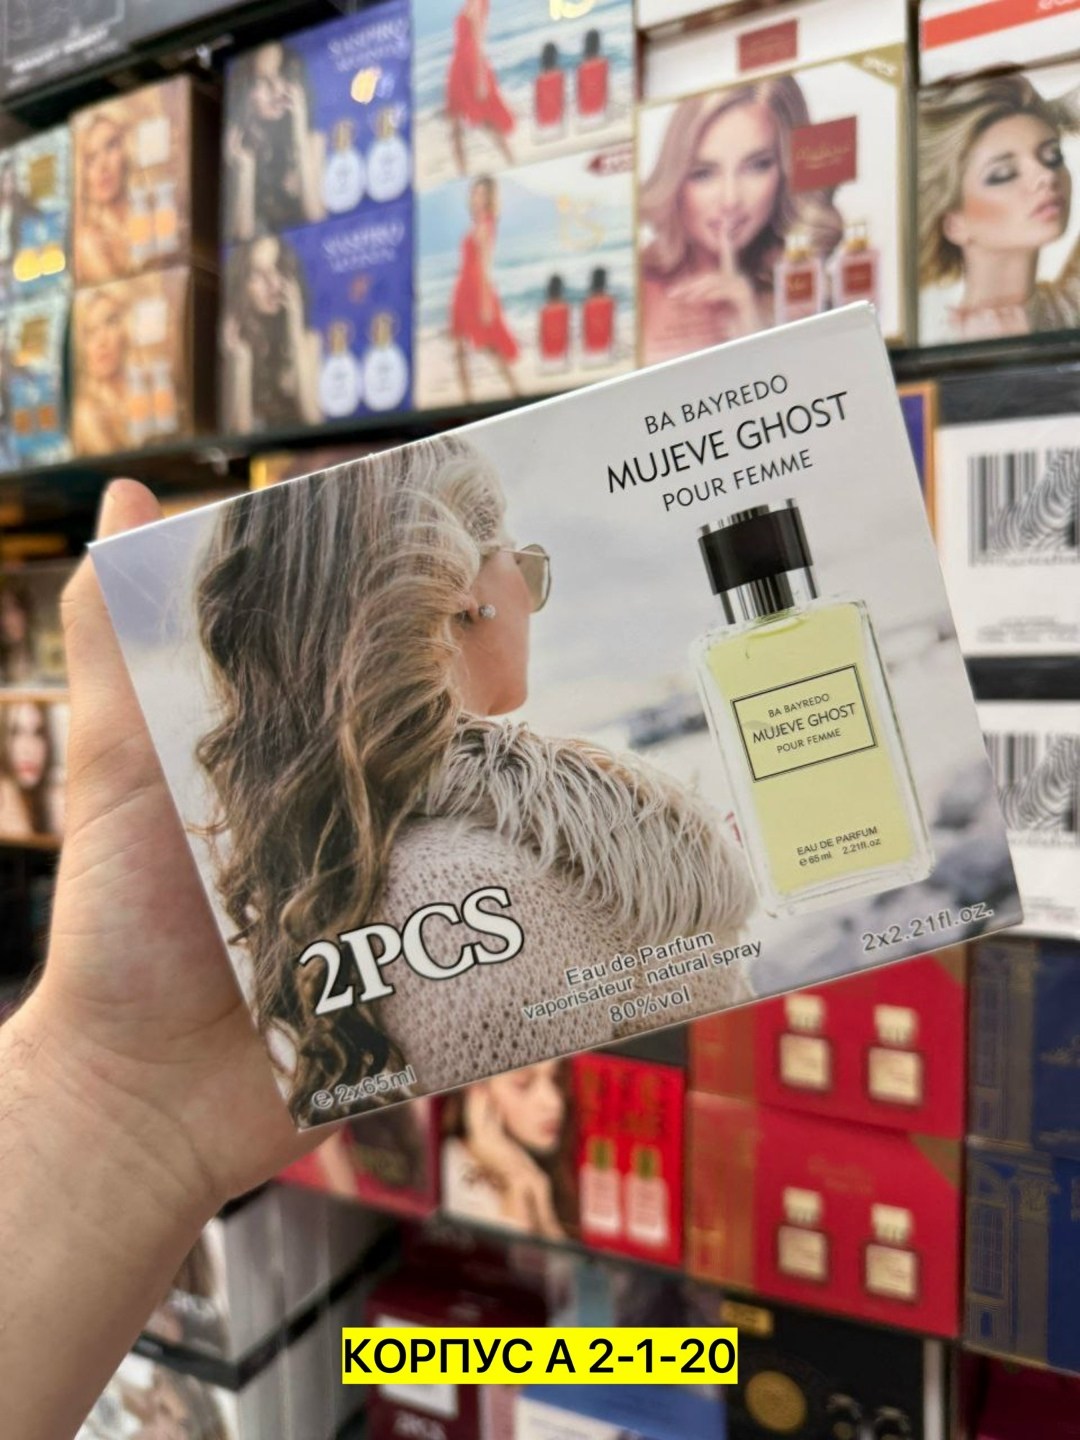 BA BAYREDO
MUJEVE GHOST
POUR FEMME
BA BAYREDO
MUJEVE GHOST
POUR FEMME
EAU DE PARFUM
e 65 ml 2.21fl.oz
2PCS
Eau de Parfum
vaporisateur natural spray
80%vol
2x2.21fl.oz.
e 2x65ml
КОРПУС А 2-1-20